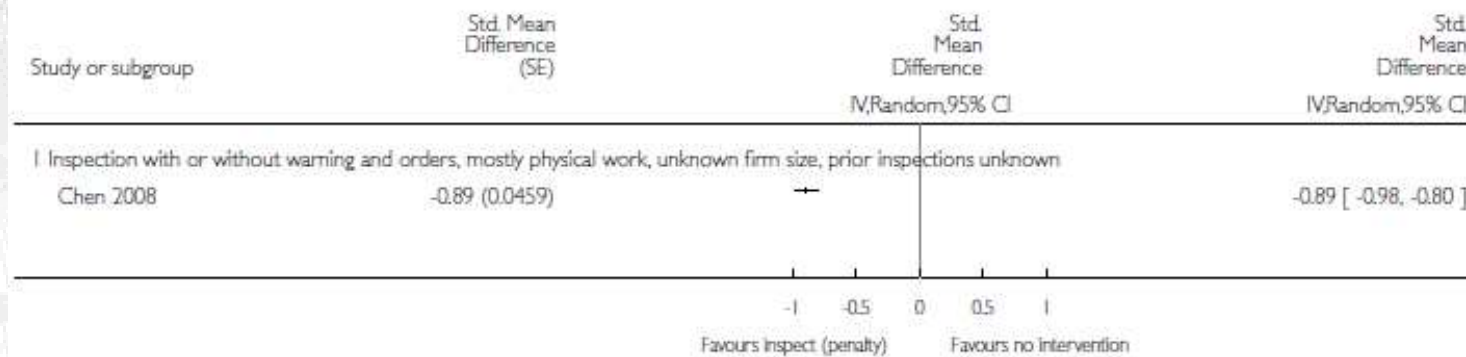 Study or subgroup
Std. Mean
Difference
(SE)
Std.
Mean
Difference
IV,Random,95% CI
Std.
Mean
Difference
IV,Random,95% CI
1 Inspection with or without warning and orders, mostly physical work, unknown firm size, prior inspections unknown
Chen 2008 -0.89 (0.0459) -0.89 [ -0.98, -0.80 ]
-1 -0.5 0 0.5 1
Favours inspect (penalty) Favours no intervention